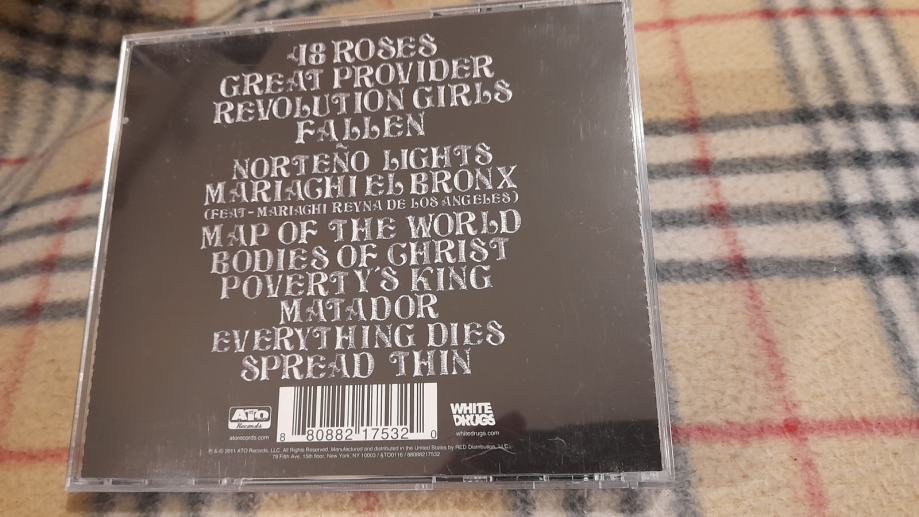 48 ROSES
GREAT PROVIDER
REVOLUTION GIRLS
FALLEN
NORTEÑO LIGHTS
MARIACHI EL BRONX
(FEAT - MARIACHI REYNA DE LOS ANGELES)
MAP OF THE WORLD
BODIES OF CHRIST
POVERTY'S KING
MATADOR
EVERYTHING DIES
SPREAD THIN
ATO
Records
atorecords.com
8 80882 17532 0
WHITE
DRUGS
whitedrugs.com
℗ & © 2011 ATO Records, LLC. All Rights Reserved. Manufactured and distributed in the United States by RED Distribution, LLC.
79 Fifth Ave, 15th floor, New York, NY 10003 / ATO0116 / 88088217532